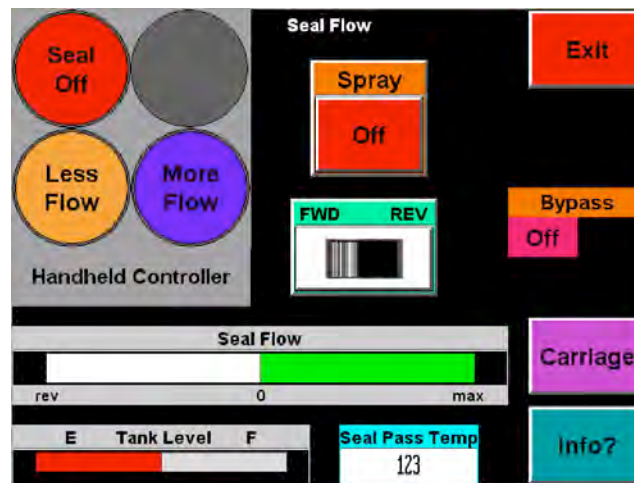 Seal Flow
Exit
Seal
Off
Spray
Off
Less
Flow
More
Flow
FWD REV
Bypass
Off
Handheld Controller
Seal Flow
rev 0 max
Carriage
E Tank Level F
Seal Pass Temp
123
Info?